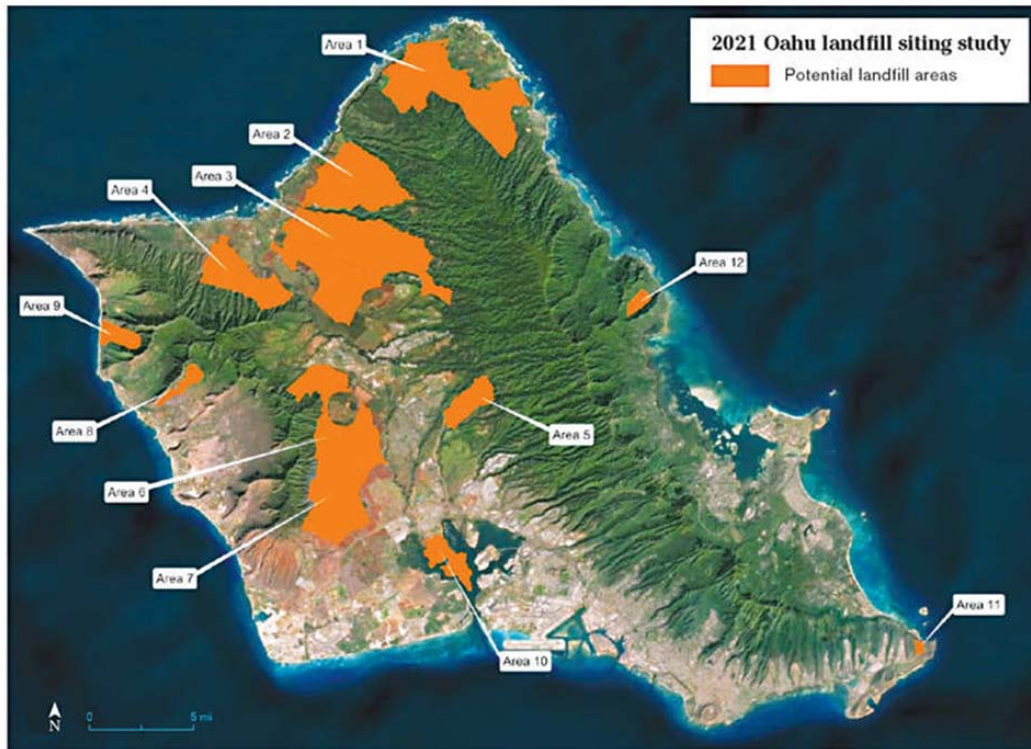 2021 Oahu landfill siting study
Potential landfill areas
Area 1
Area 2
Area 3
Area 4
Area 12
Area 9
Area 8
Area 5
Area 6
Area 7
Area 11
Area 10
N
0 5 mi